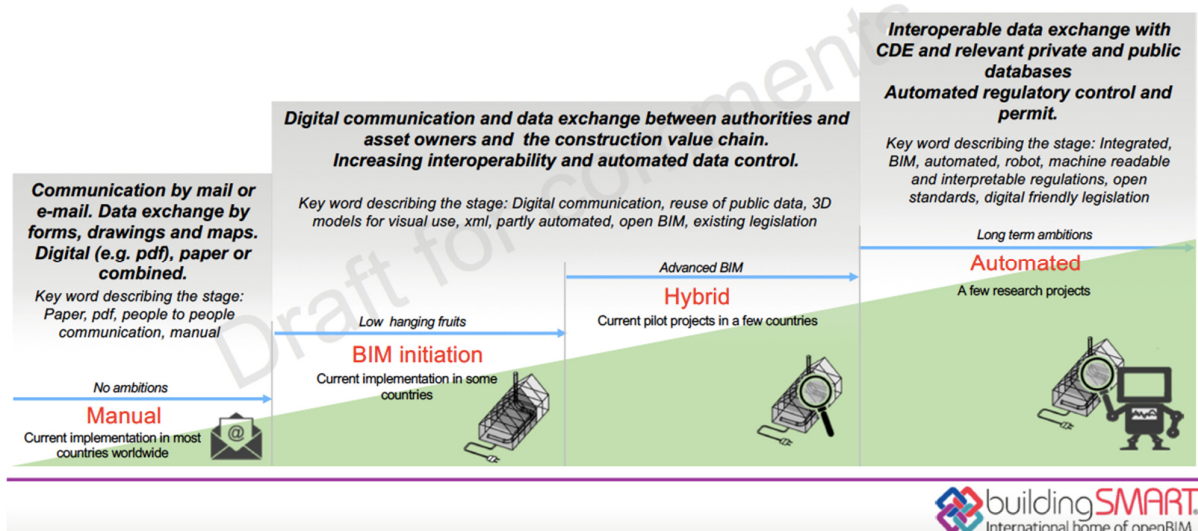 Communication by mail or
e-mail. Data exchange by
forms, drawings and maps.
Digital (e.g. pdf), paper or
combined.
Key word describing the stage:
Paper, pdf, people to people
communication, manual
No ambitions
Manual
Current implementation in most
countries worldwide
@
Digital communication and data exchange between authorities and
asset owners and the construction value chain.
Increasing interoperability and automated data control.
Key word describing the stage: Digital communication, reuse of public data, 3D
models for visual use, xml, partly automated, open BIM, existing legislation
Low hanging fruits
BIM initiation
Current implementation in some
countries
Advanced BIM
Hybrid
Current pilot projects in a few countries
Interoperable data exchange with
CDE and relevant private and public
databases
Automated regulatory control and
permit.
Key word describing the stage: Integrated,
BIM, automated, robot, machine readable
and interpretable regulations, open
standards, digital friendly legislation
Long term ambitions
Automated
A few research projects
Draft for comments
buildingSMART®
International home of openBIM